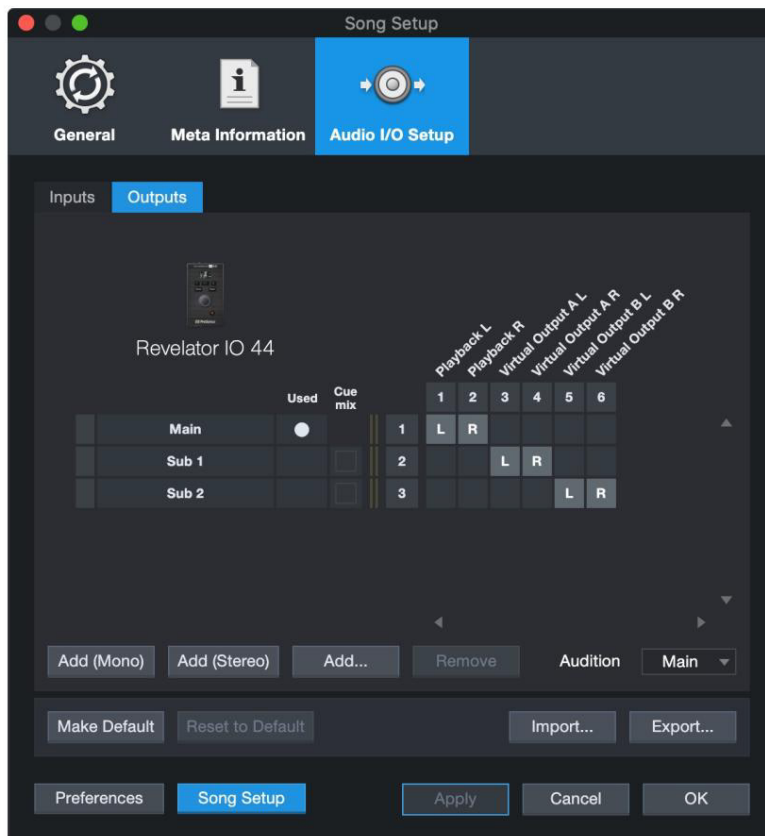 Song Setup
General
Meta Information
Audio I/O Setup
Inputs
Outputs
Revelator IO 44
Playback L
Playback R
Virtual Output A L
Virtual Output A R
Virtual Output B L
Virtual Output B R
Used
Cue mix
1 2 3 4 5 6
Main 1 L R
Sub 1 2 L R
Sub 2 3 L R
Add (Mono)
Add (Stereo)
Add...
Remove
Audition
Main
Make Default
Reset to Default
Import...
Export...
Preferences
Song Setup
Apply
Cancel
OK